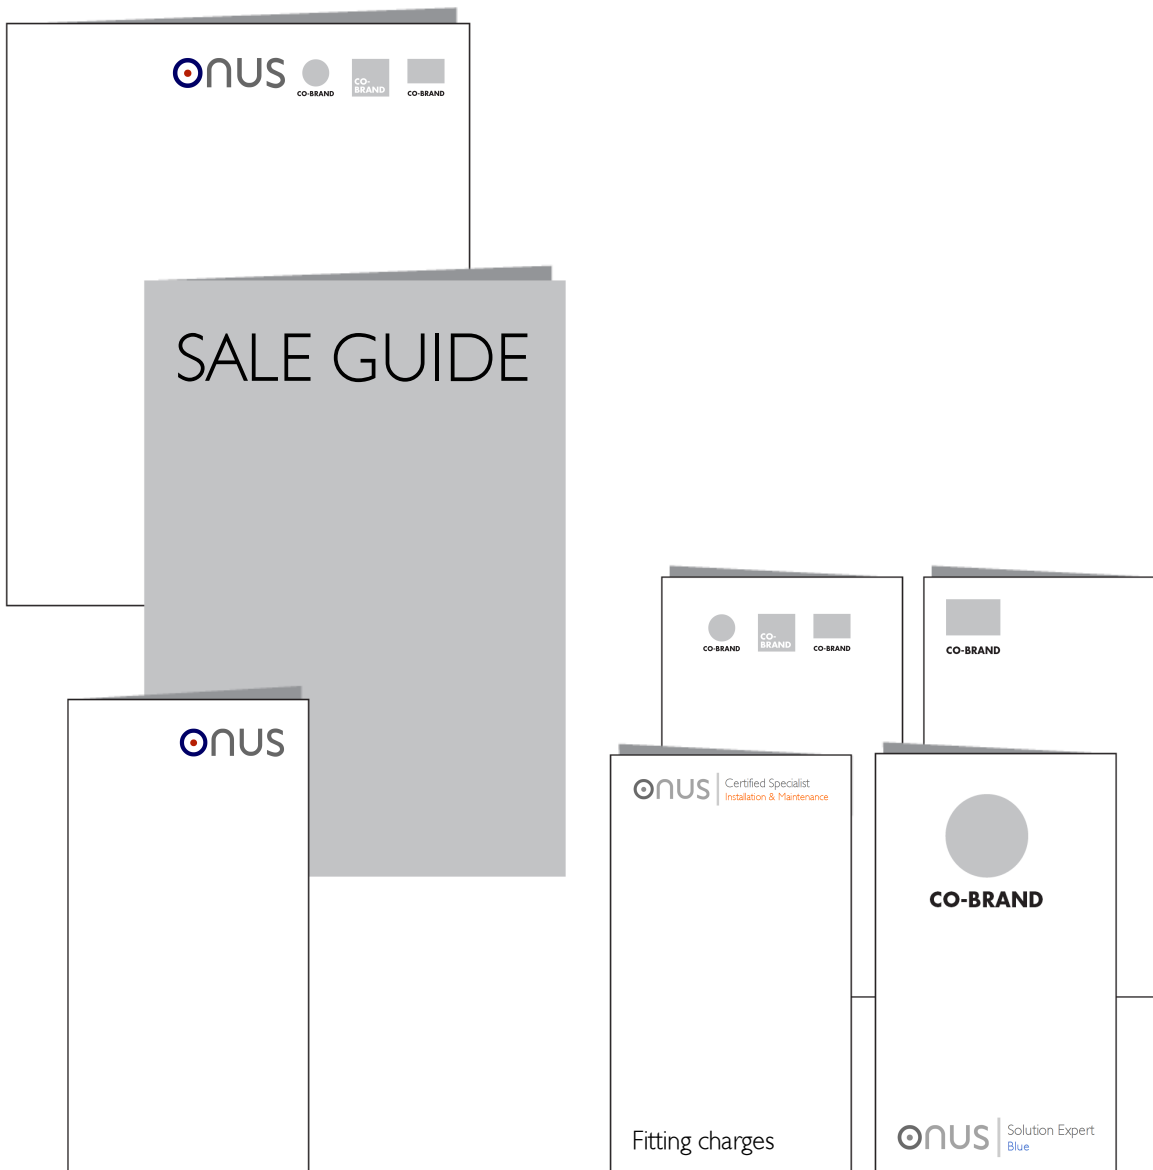 onus
CO-BRAND
CO-
BRAND
CO-BRAND
SALE GUIDE
CO-BRAND
CO-
BRAND
CO-BRAND
CO-BRAND
onus
onus
Certified Specialist
Installation & Maintenance
CO-BRAND
Fitting charges
onus
Solution Expert
Blue